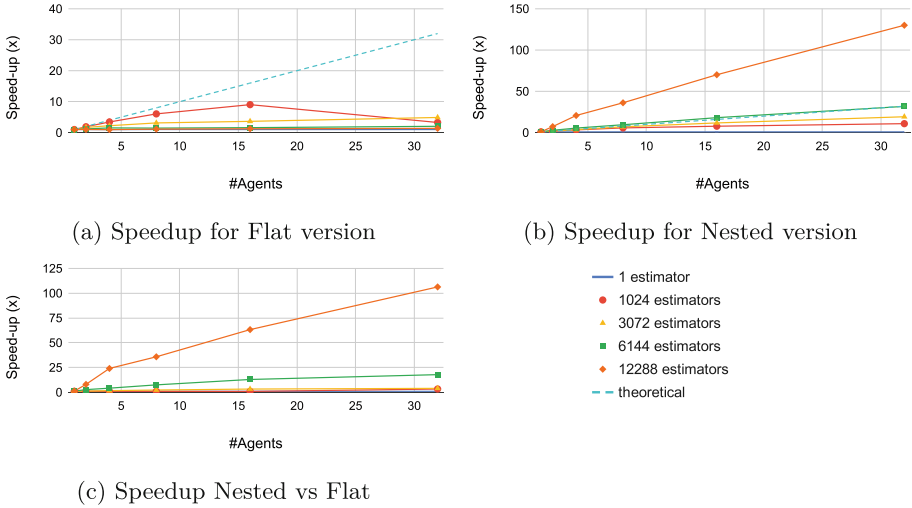 40
30
20
10
0
Speed-up (x)
5 10 15 20 25 30
#Agents
(a) Speedup for Flat version
150
100
50
0
Speed-up (x)
5 10 15 20 25 30
#Agents
(b) Speedup for Nested version
125
100
75
50
25
0
Speed-up (x)
5 10 15 20 25 30
#Agents
(c) Speedup Nested vs Flat
1 estimator
1024 estimators
3072 estimators
6144 estimators
12288 estimators
theoretical